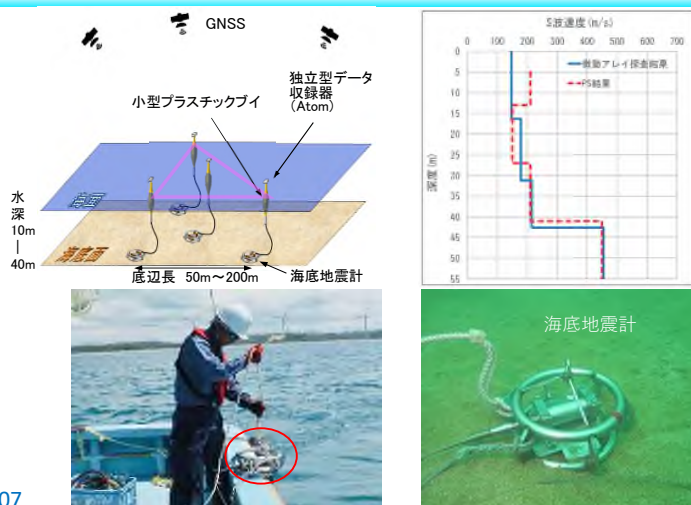 GNSS
独立型データ
収録器
(Atom)
小型プラスチックブイ
海面
水
深
10m
|
40m
海底面
底辺長 50m~200m
海底地震計
S波速度(m/s)
0 100 200 300 400 500 600 700
微動アレイ探査結果
PS結果
深度(m)
0
5
10
15
20
25
30
35
40
45
50
55
海底地震計
07